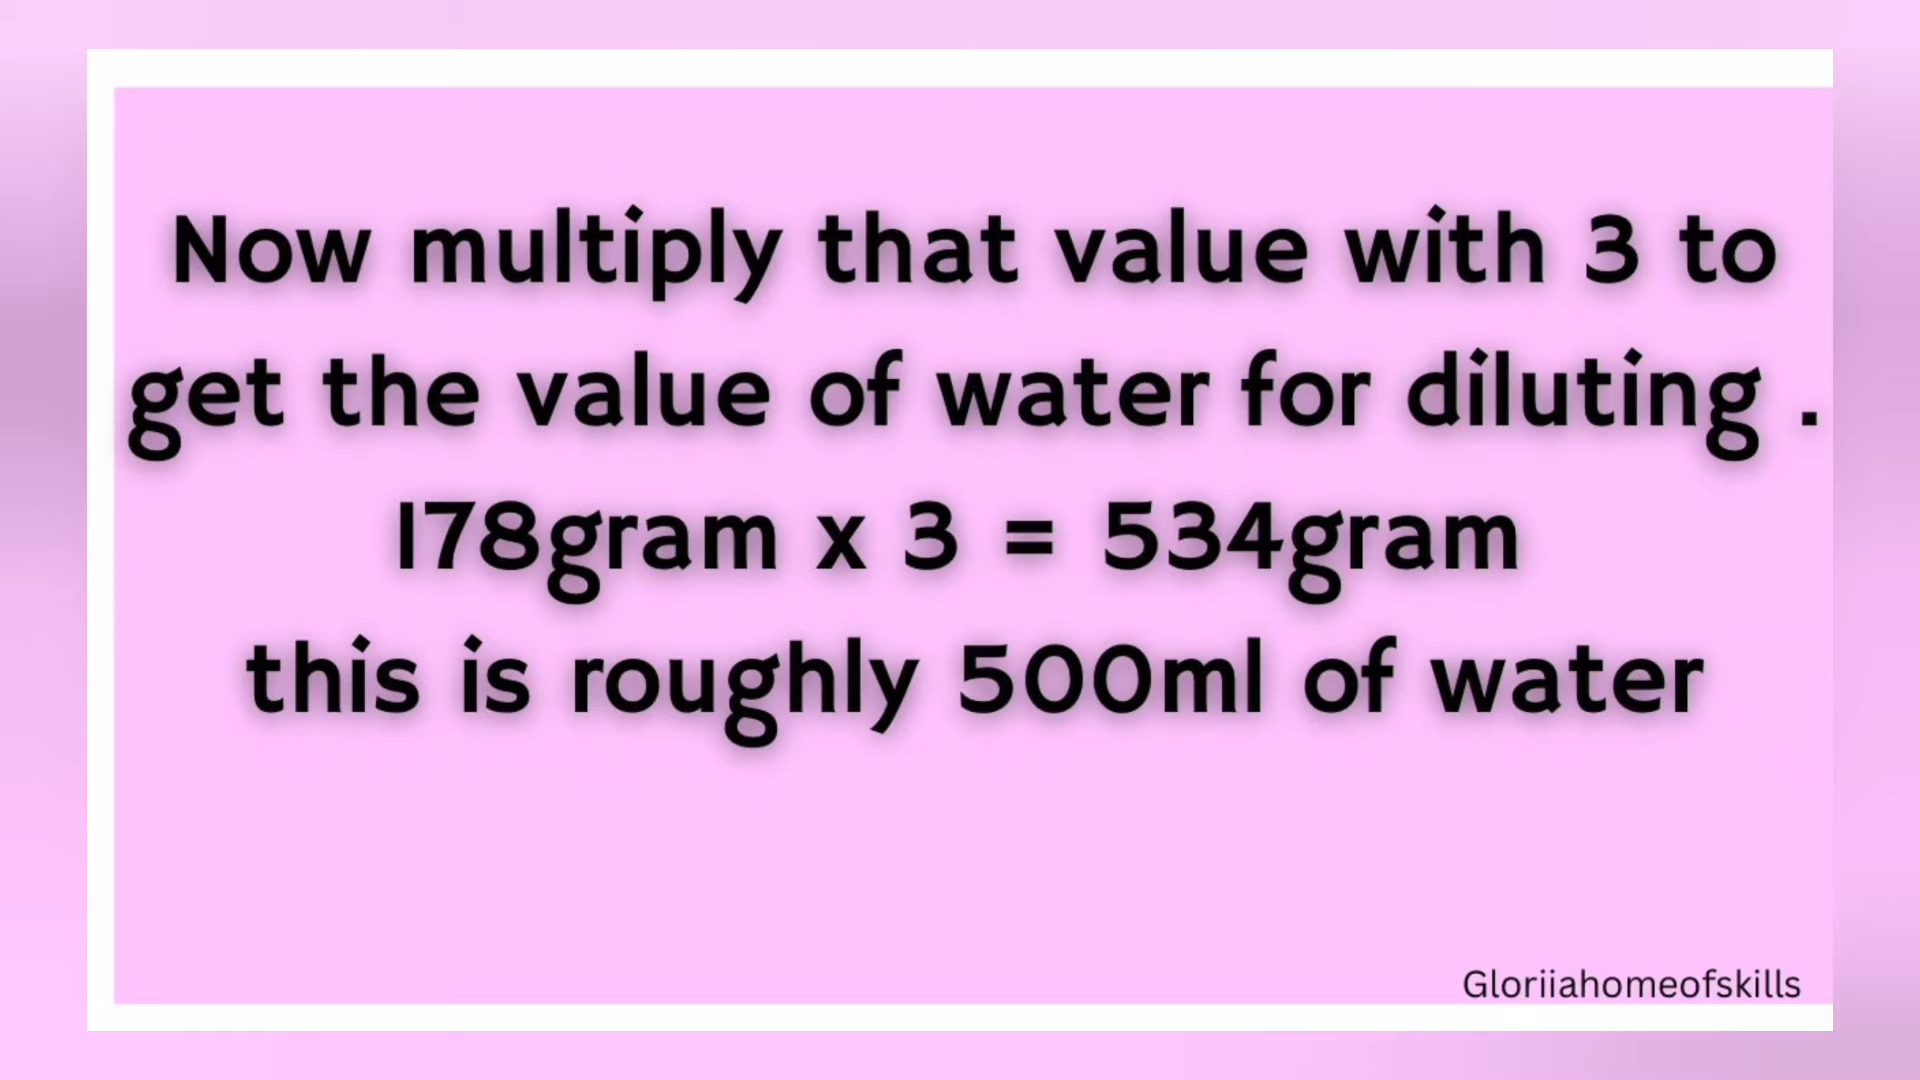 Now multiply that value with 3 to
get the value of water for diluting .
178gram x 3 = 534gram
this is roughly 500ml of water
Gloriiahomeofskills